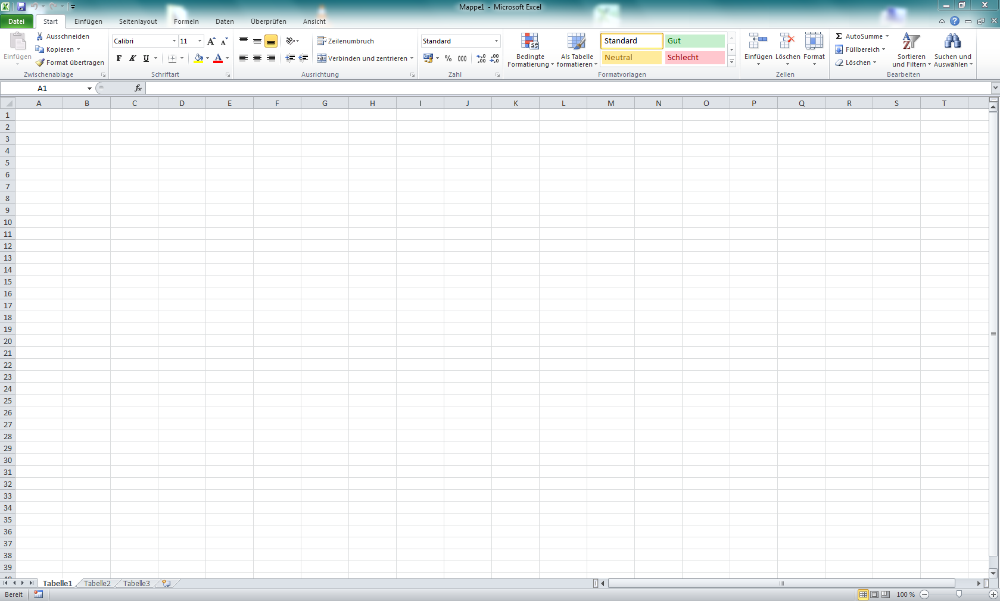 Mappe1 - Microsoft Excel
Datei Start Einfügen Seitenlayout Formeln Daten Überprüfen Ansicht
Einfügen
Ausschneiden
Kopieren
Format übertragen
Zwischenablage
Calibri 11
F K U
Schriftart
Zeilenumbruch
Verbinden und zentrieren
Ausrichtung
Standard
% 000
Zahl
Bedingte
Formatierung
Als Tabelle
formatieren
Standard Gut
Neutral Schlecht
Formatvorlagen
Einfügen Löschen Format
Zellen
Σ AutoSumme
Füllbereich
Löschen
Sortieren
und Filtern
Suchen und
Auswählen
Bearbeiten
A1 fx
A B C D E F G H I J K L M N O P Q R S T
1
2
3
4
5
6
7
8
9
10
11
12
13
14
15
16
17
18
19
20
21
22
23
24
25
26
27
28
29
30
31
32
33
34
35
36
37
38
39
Tabelle1 Tabelle2 Tabelle3
Bereit 100 %